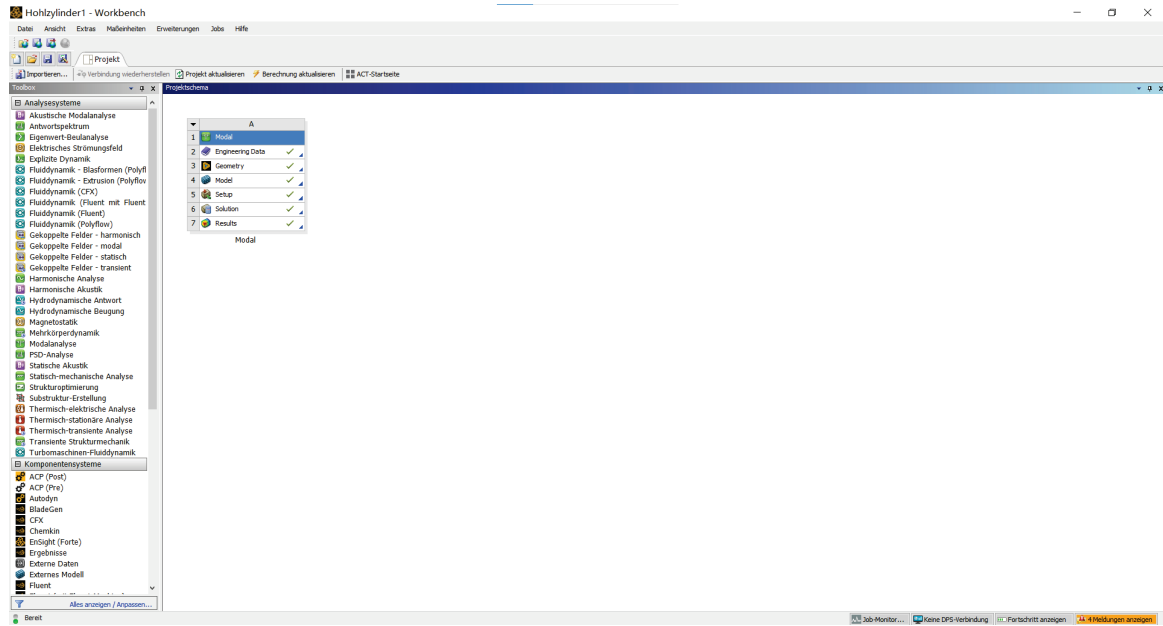 Hohlzylinder1 - Workbench
Datei Ansicht Extras Maßeinheiten Erweiterungen Jobs Hilfe
Projekt
Importieren... Verbindung wiederherstellen Projekt aktualisieren Berechnung aktualisieren ACT-Startseite
Toolbox
Projektschema
Analysesysteme
Akustische Modalanalyse
Antwortspektrum
Eigenwert-Beulanalyse
Elektrisches Strömungsfeld
Explizite Dynamik
Fluiddynamik - Blasformen (Polyfl
Fluiddynamik - Extrusion (Polyflov
Fluiddynamik (CFX)
Fluiddynamik (Fluent mit Fluent
Fluiddynamik (Fluent)
Fluiddynamik (Polyflow)
Gekoppelte Felder - harmonisch
Gekoppelte Felder - modal
Gekoppelte Felder - statisch
Gekoppelte Felder - transient
Harmonische Analyse
Harmonische Akustik
Hydrodynamische Antwort
Hydrodynamische Beugung
Magnetostatik
Mehrkörperdynamik
Modalanalyse
PSD-Analyse
Statische Akustik
Statisch-mechanische Analyse
Strukturoptimierung
Substruktur-Erstellung
Thermisch-elektrische Analyse
Thermisch-stationäre Analyse
Thermisch-transiente Analyse
Transiente Strukturmechanik
Turbomaschinen-Fluiddynamik
Komponentensysteme
ACP (Post)
ACP (Pre)
Autodyn
BladeGen
CFX
Chemkin
EnSight (Forte)
Ergebnisse
Externe Daten
Externes Modell
Fluent
Alles anzeigen / Anpassen...
A
1 Modal
2 Engineering Data
3 Geometry
4 Model
5 Setup
6 Solution
7 Results
Modal
Bereit
Job-Monitor... Keine DPS-Verbindung Fortschritt anzeigen 4 Meldungen anzeigen